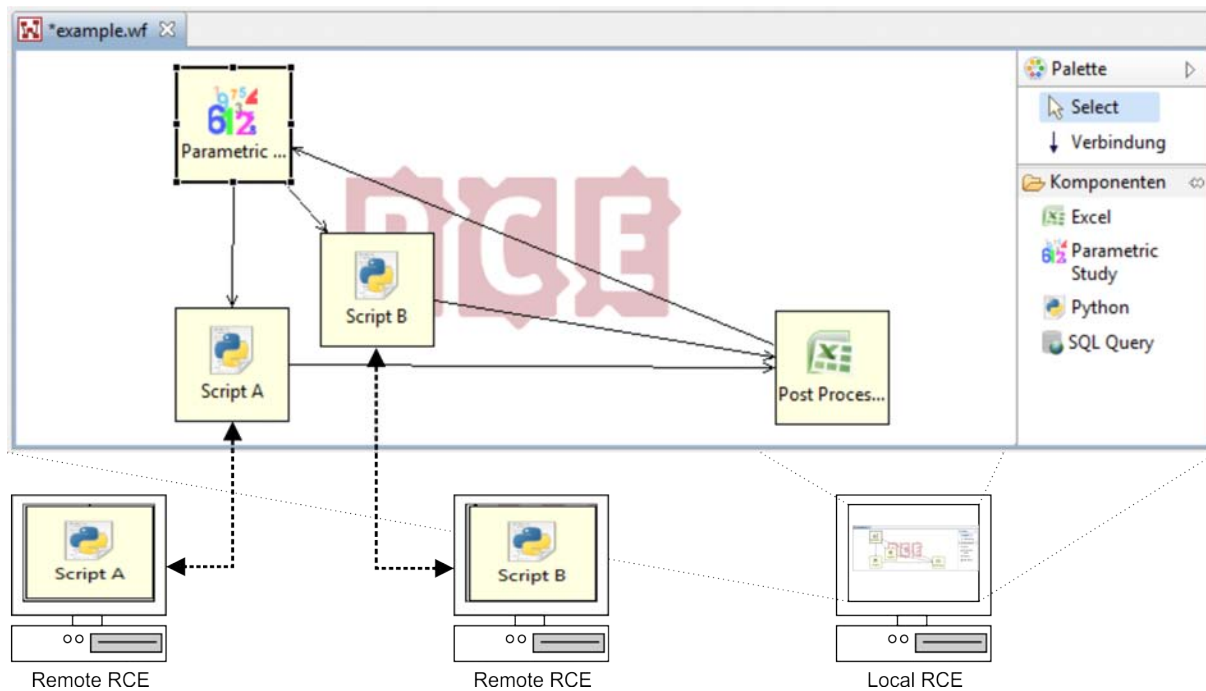 *example.wf
Palette
Select
Verbindung
Komponenten
Excel
Parametric
Study
Python
SQL Query
Parametric ...
RCE
Script B
Script A
Post Proces...
Script A
Script B
Remote RCE
Remote RCE
Local RCE